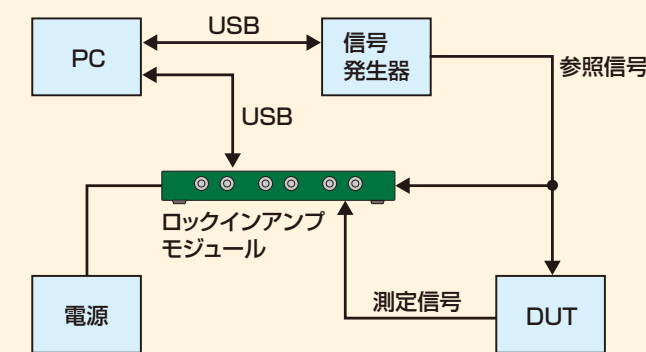 USB
PC
信号
発生器
参照信号
USB
ロックインアンプ
モジュール
測定信号
電源
DUT